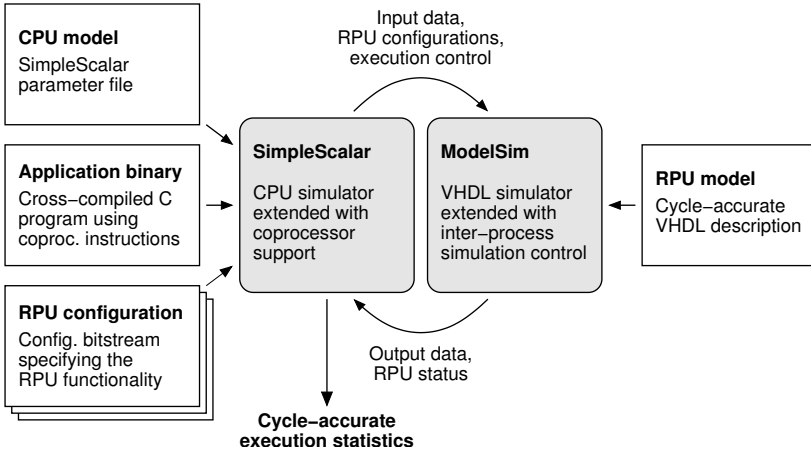 CPU model
SimpleScalar
parameter file
Input data,
RPU configurations,
execution control
Application binary
Cross−compiled C
program using
coproc. instructions
SimpleScalar
CPU simulator
extended with
coprocessor
support
ModelSim
VHDL simulator
extended with
inter−process
simulation control
RPU model
Cycle−accurate
VHDL description
RPU configuration
Config. bitstream
specifying the
RPU functionality
Output data,
RPU status
Cycle−accurate
execution statistics